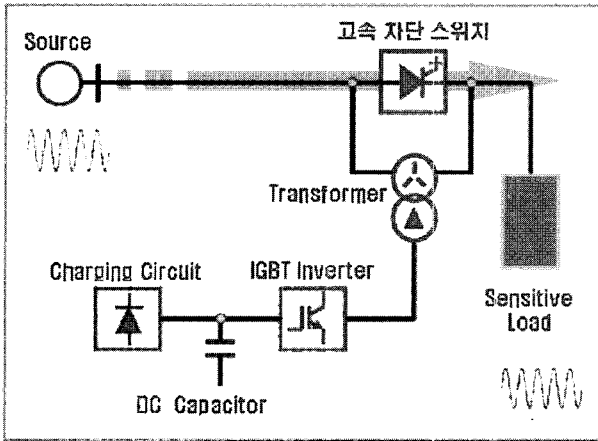 고속 차단 스위치
Source
Transformer
Charging Circuit
IGBT Inverter
Sensitive
Load
DC Capacitor